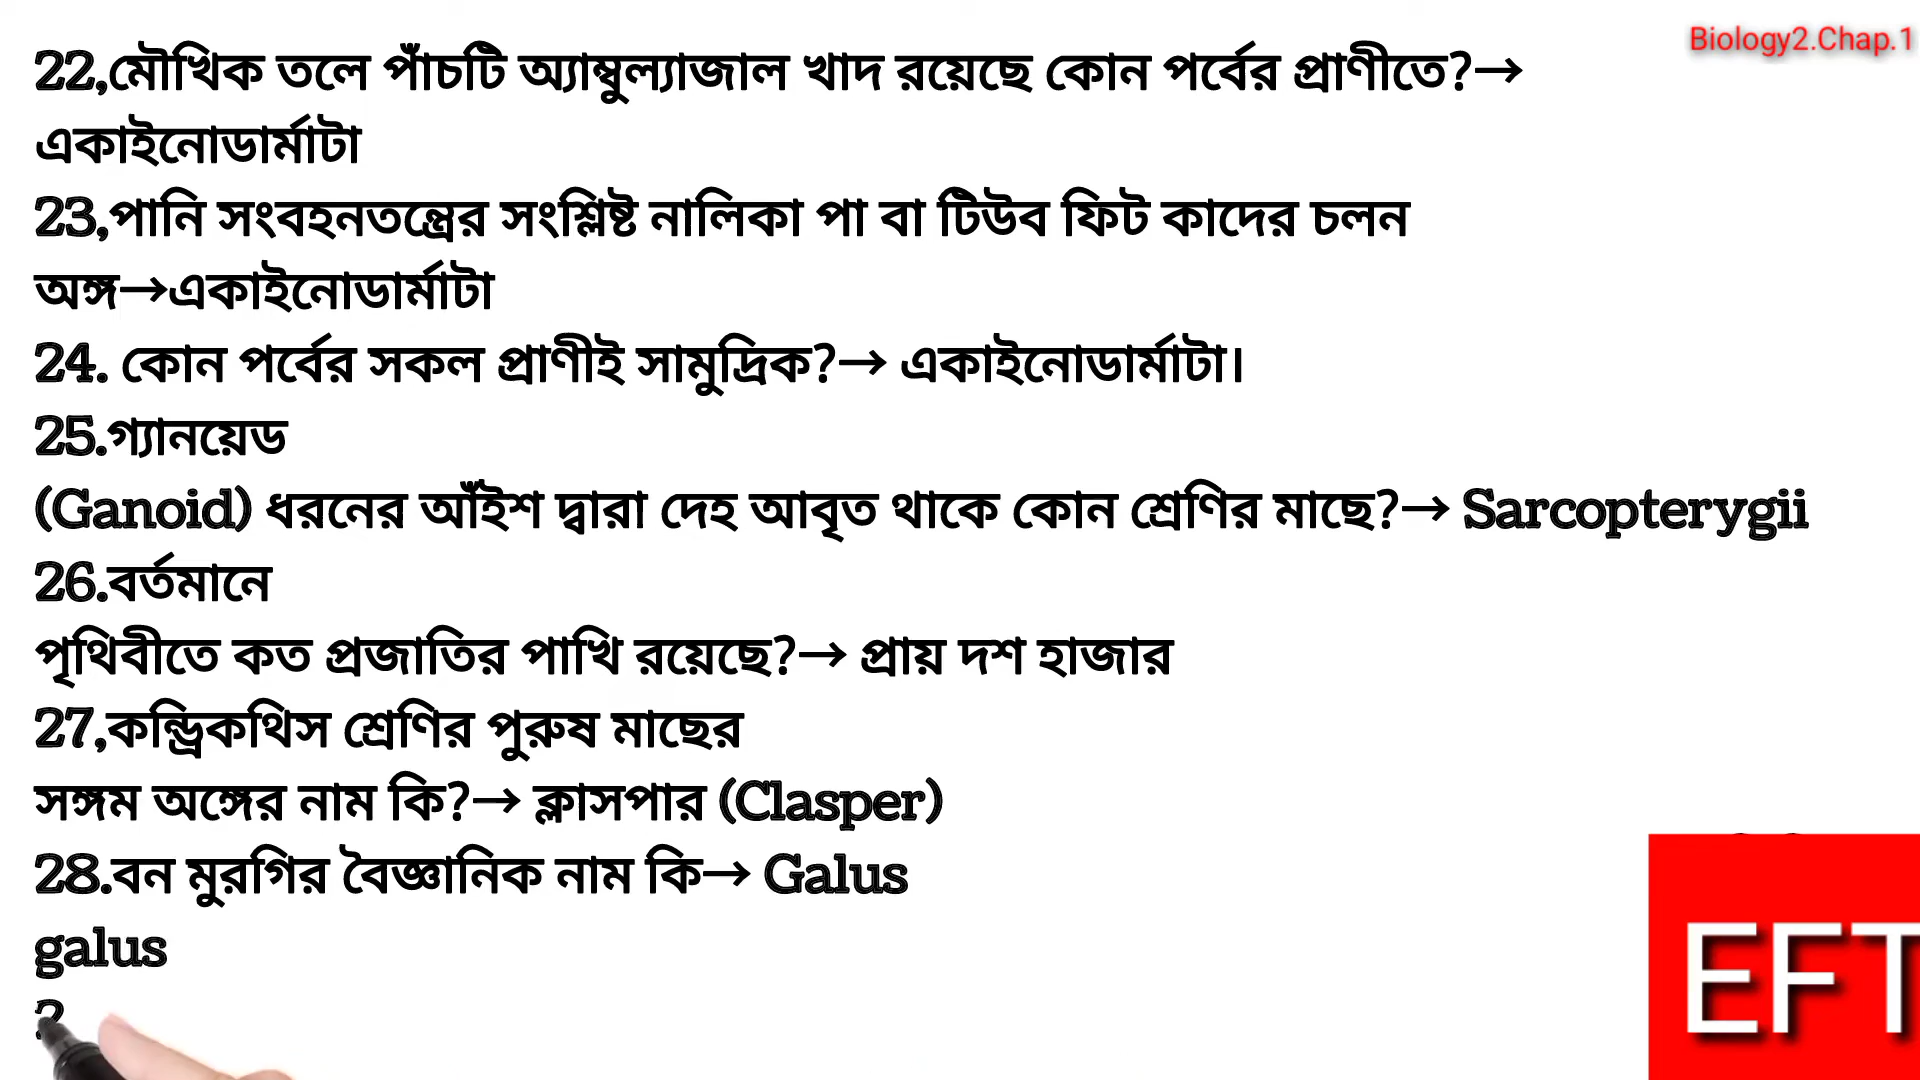 Biology2.Chap.1
22,মৌখিক তলে পাঁচটি অ্যাম্বুল্যাজাল খাদ রয়েছে কোন পর্বের প্রাণীতে?→
একাইনোডার্মাটা
23,পানি সংবহনতন্ত্রের সংশ্লিষ্ট নালিকা পা বা টিউব ফিট কাদের চলন
অঙ্গ→একাইনোডার্মাটা
24. কোন পর্বের সকল প্রাণীই সামুদ্রিক?→ একাইনোডার্মাটা।
25.গ্যানয়েড
(Ganoid) ধরনের আঁইশ দ্বারা দেহ আবৃত থাকে কোন শ্রেণির মাছে?→ Sarcopterygii
26.বর্তমানে
পৃথিবীতে কত প্রজাতির পাখি রয়েছে?→ প্রায় দশ হাজার
27,কন্ড্রিকথিস শ্রেণির পুরুষ মাছের
সঙ্গম অঙ্গের নাম কি?→ ক্লাসপার (Clasper)
28.বন মুরগির বৈজ্ঞানিক নাম কি→ Galus
galus
2
EFT